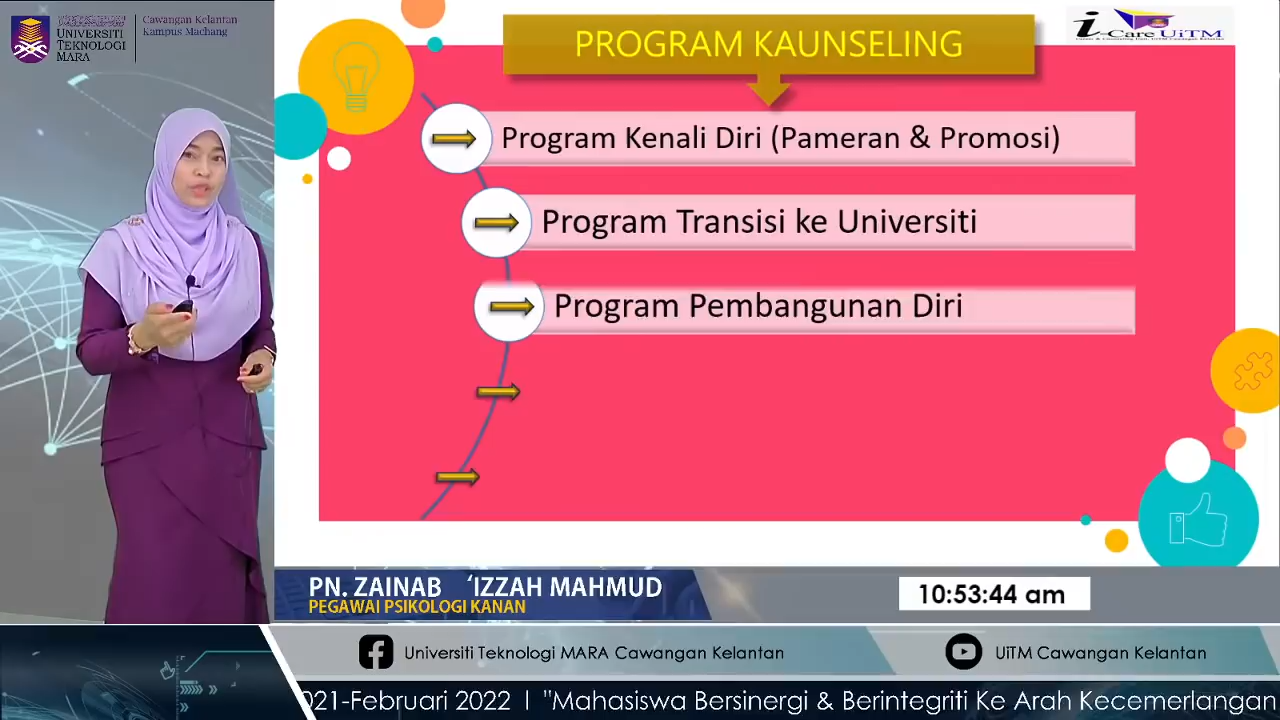 UNIVERSITI
TEKNOLOGI
MARA
Cawangan Kelantan
Kampus Machang
PROGRAM KAUNSELING
i-Care UiTM
Program Kenali Diri (Pameran & Promosi)
Program Transisi ke Universiti
Program Pembangunan Diri
PN. ZAINAB ‘IZZAH MAHMUD
PEGAWAI PSIKOLOGI KANAN
10:53:44 am
Universiti Teknologi MARA Cawangan Kelantan
UiTM Cawangan Kelantan
021-Februari 2022 | "Mahasiswa Bersinergi & Berintegriti Ke Arah Kecemerlangan